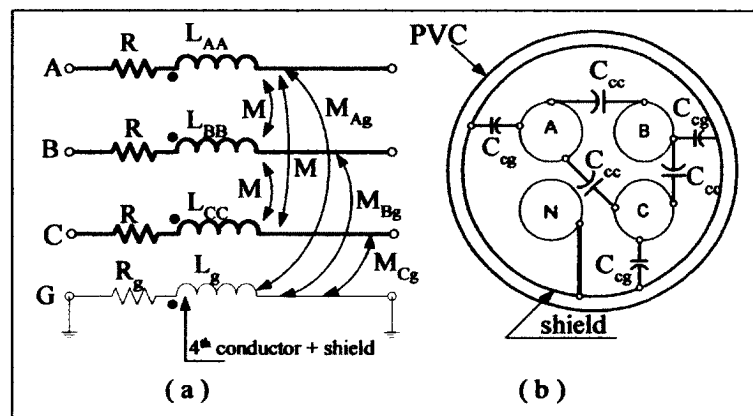 R
L_AA
A
M
M_Ag
R
L_BB
B
M
M
M_Bg
R
L_CC
C
M_Cg
R_g
L_g
G
4th conductor + shield
( a )
PVC
C_cc
A
B
C_cg
C_cg
C_cc
C_cc
N
C
C_cg
shield
( b )